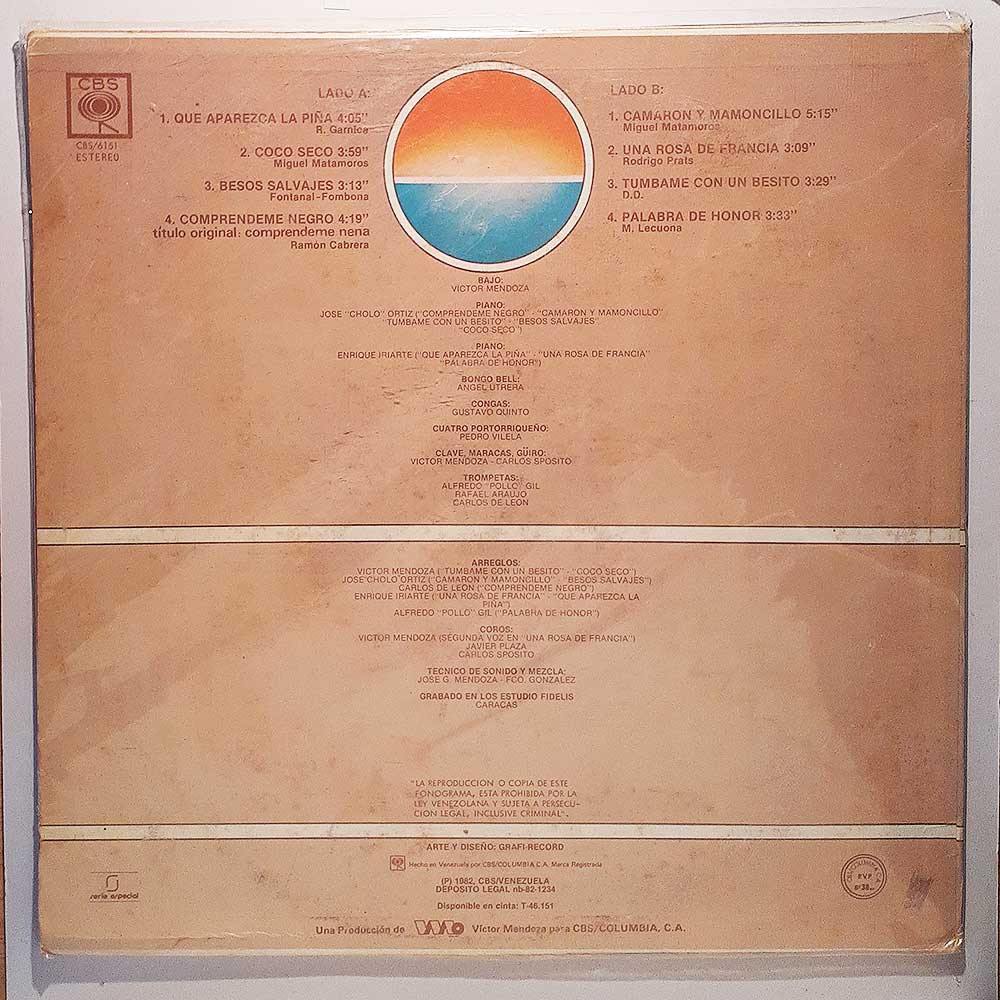 CBS
CBS/6151
ESTEREO
LADO A:
1. QUE APAREZCA LA PIÑA 4:05"
R. Garnica
2. COCO SECO 3:59"
Miguel Matamoros
3. BESOS SALVAJES 3:13"
Fontanal-Fombona
4. COMPRENDEME NEGRO 4:19"
título original: comprendeme nena
Ramón Cabrera
LADO B:
1. CAMARON Y MAMONCILLO 5:15"
Miguel Matamoros
2. UNA ROSA DE FRANCIA 3:09"
Rodrigo Prats
3. TUMBAME CON UN BESITO 3:29"
D.D.
4. PALABRA DE HONOR 3:33"
M. Lecuona
BAJO:
VICTOR MENDOZA
PIANO:
JOSE "CHOLO" ORTIZ ("COMPRENDEME NEGRO" - "CAMARON Y MAMONCILLO"
"TUMBAME CON UN BESITO" - "BESOS SALVAJES"
"COCO SECO")
PIANO:
ENRIQUE IRIARTE ("QUE APAREZCA LA PIÑA" - "UNA ROSA DE FRANCIA"
"PALABRA DE HONOR")
BONGO BELL:
ANGEL UTRERA
CONGAS:
GUSTAVO QUINTO
CUATRO PORTORRIQUEÑO:
PEDRO VILELA
CLAVE, MARACAS, GÜIRO:
VICTOR MENDOZA - CARLOS SPOSITO
TROMPETAS:
ALFREDO "POLLO" GIL
RAFAEL ARAUJO
CARLOS DE LEON
ARREGLOS:
VICTOR MENDOZA ("TUMBAME CON UN BESITO" - "COCO SECO")
JOSE"CHOLO ORTIZ ("CAMARON Y MAMONCILLO" - "BESOS SALVAJES")
CARLOS DE LEON ("COMPRENDEME NEGRO")
ENRIQUE IRIARTE ("UNA ROSA DE FRANCIA" - "QUE APAREZCA LA
PIÑA")
ALFREDO "POLLO" GIL ("PALABRA DE HONOR")
COROS:
VICTOR MENDOZA (SEGUNDA VOZ EN "UNA ROSA DE FRANCIA")
JAVIER PLAZA
CARLOS SPOSITO
TECNICO DE SONIDO Y MEZCLA:
JOSE G. MENDOZA - FCO. GONZALEZ
GRABADO EN LOS ESTUDIO FIDELIS
CARACAS
"LA REPRODUCCION O COPIA DE ESTE
FONOGRAMA, ESTA PROHIBIDA POR LA
LEY VENEZOLANA Y SUJETA A PERSECU-
CION LEGAL, INCLUSIVE CRIMINAL".
ARTE Y DISEÑO: GRAFI-RECORD
Hecho en Venezuela por CBS/COLUMBIA C.A. Marca Registrada
(P) 1982, CBS/VENEZUELA
DEPOSITO LEGAL nb-82-1234
Disponible en cinta: T-46.151
Una Producción de VMO Víctor Mendoza para CBS/COLUMBIA, C.A.
serie especial
CBS/COLUMBIA C.A.
P.V.P.